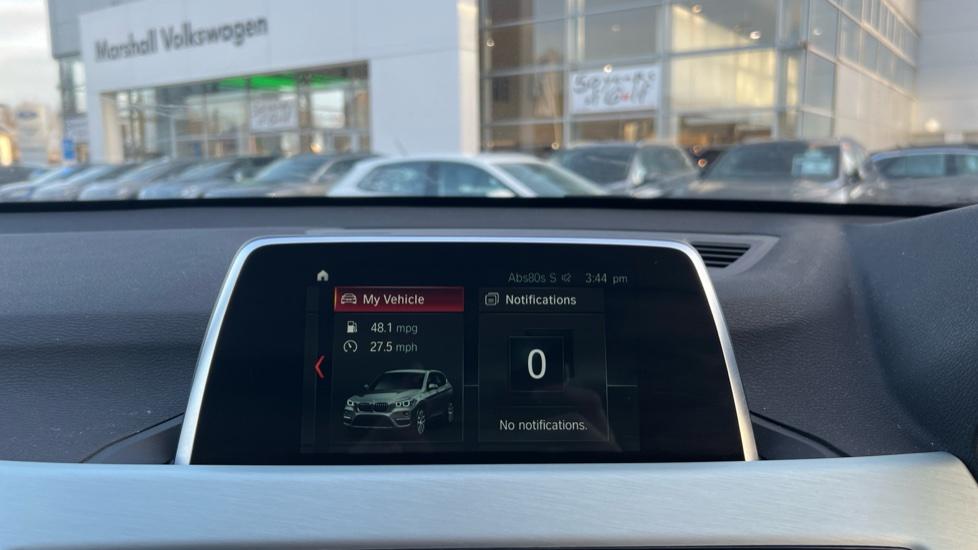 Marshall Volkswagen
Abs80s S 3:44 pm
My Vehicle
Notifications
48.1 mpg
27.5 mph
0
No notifications.